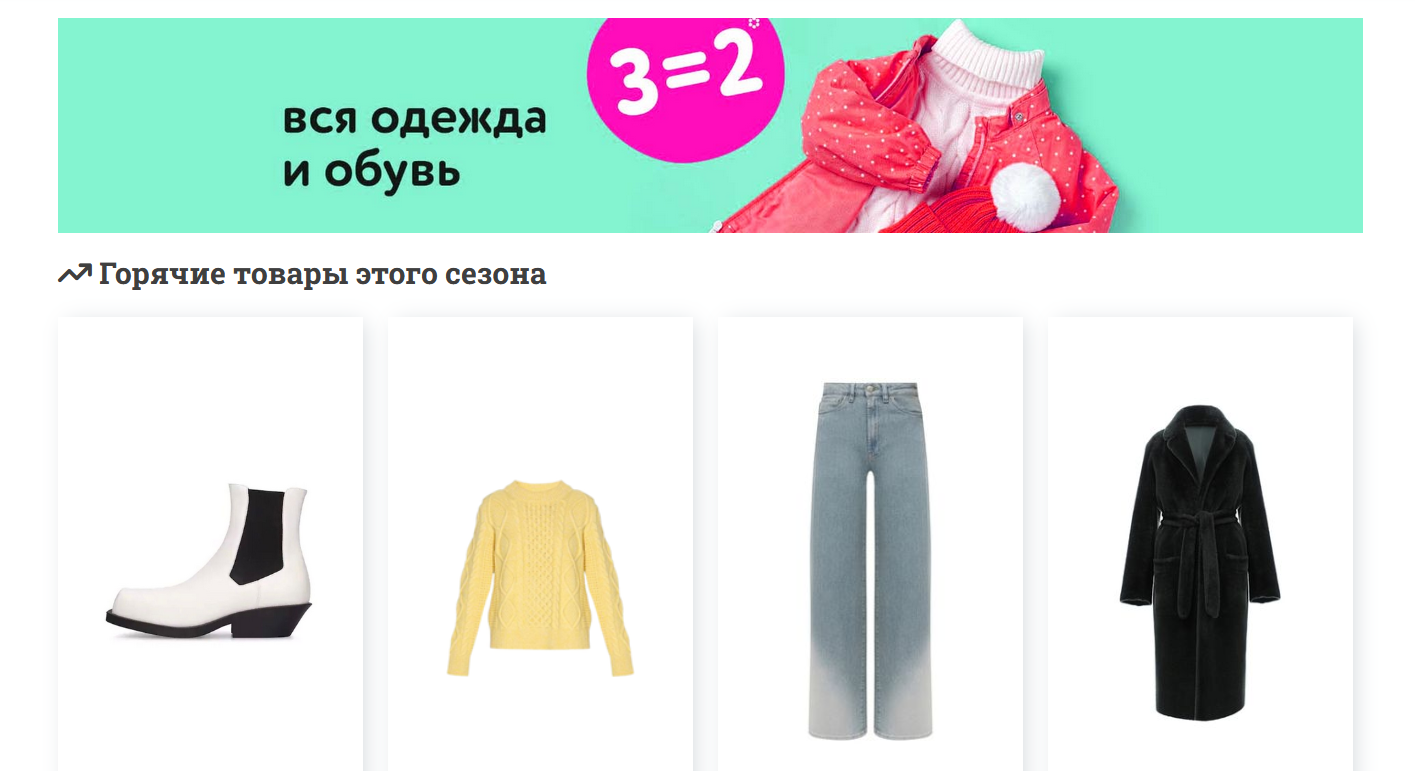 3=2
вся одежда
и обувь
Горячие товары этого сезона